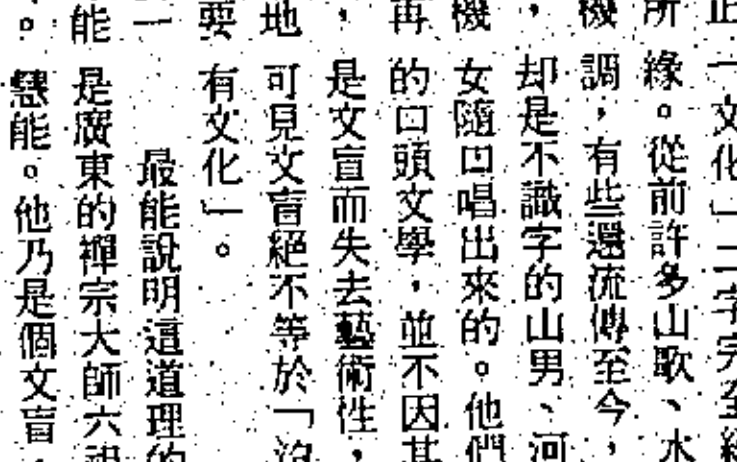 文化」二字完全
所緣。從前許多山歌、水
機調，有些還流傳至今，
，却是不識字的山男、河
機女隨口唱出來的。他們
再的口頭文學，並不因其
，是文盲而失去藝術性，
地可見文盲絕不等於「沒
要有文化」。
一　最能說明這道理的
能是廣東的禪宗大師六祖
。慧能。他乃是個文盲，